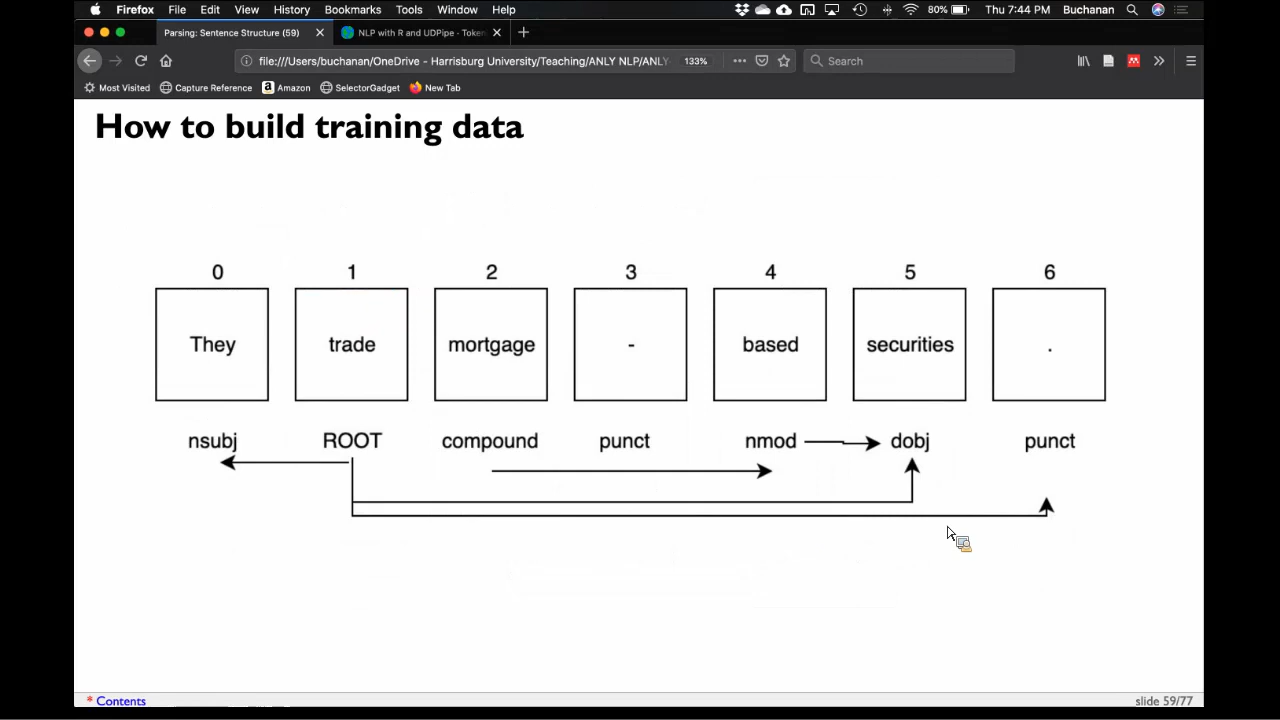 Firefox File Edit View History Bookmarks Tools Window Help 80% Thu 7:44 PM Buchanan
Parsing: Sentence Structure (59) NLP with R and UDPipe - Token
file:///Users/buchanan/OneDrive - Harrisburg University/Teaching/ANLY NLP/ANLY 133% Search
Most Visited Capture Reference Amazon SelectorGadget New Tab
How to build training data
0 1 2 3 4 5 6
They trade mortgage - based securities .
nsubj ROOT compound punct nmod dobj punct
* Contents slide 59/77